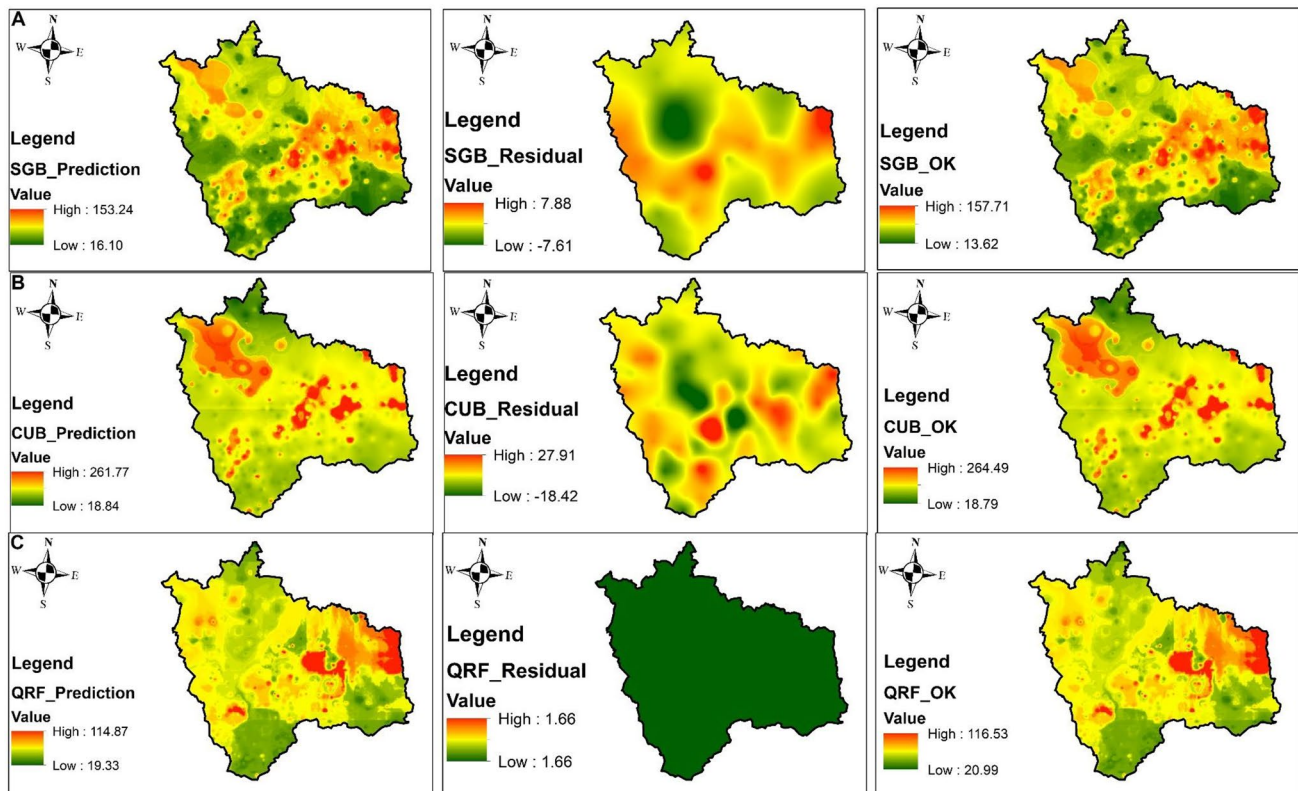 A
N
W E
S
Legend
SGB_Prediction
Value
High : 153.24
Low : 16.10
N
W E
S
Legend
SGB_Residual
Value
High : 7.88
Low : -7.61
N
W E
S
Legend
SGB_OK
Value
High : 157.71
Low : 13.62
B
N
W E
S
Legend
CUB_Prediction
Value
High : 261.77
Low : 18.84
N
W E
S
Legend
CUB_Residual
Value
High : 27.91
Low : -18.42
N
W E
S
Legend
CUB_OK
Value
High : 264.49
Low : 18.79
C
N
W E
S
Legend
QRF_Prediction
Value
High : 114.87
Low : 19.33
N
W E
S
Legend
QRF_Residual
Value
High : 1.66
Low : 1.66
N
W E
S
Legend
QRF_OK
Value
High : 116.53
Low : 20.99